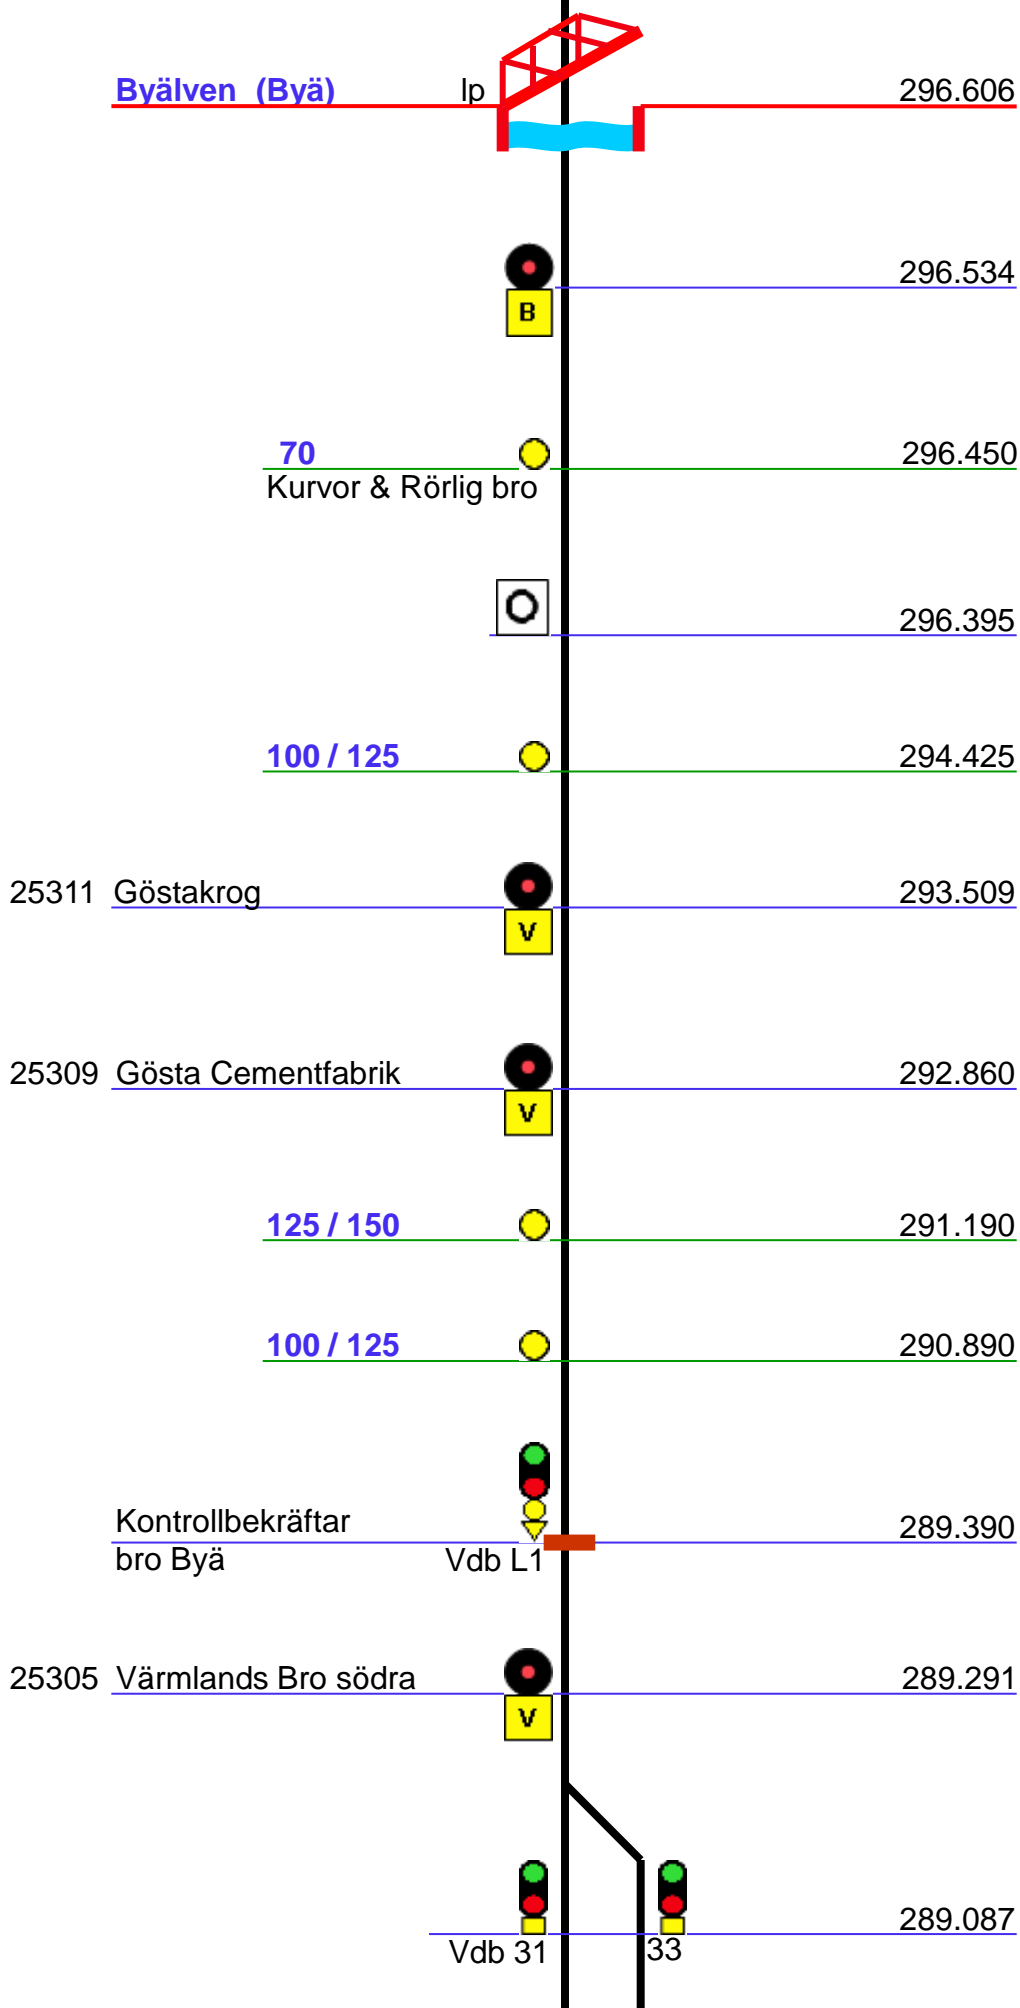 Byälven (Byä) lp 296.606
296.534
B
70 296.450
Kurvor & Rörlig bro
O
296.395
100 / 125 294.425
25311 Göstakrog 293.509
V
25309 Gösta Cementfabrik 292.860
V
125 / 150 291.190
100 / 125 290.890
Kontrollbekräftar 289.390
bro Byä Vdb L1
25305 Värmlands Bro södra 289.291
V
289.087
Vdb 31 33